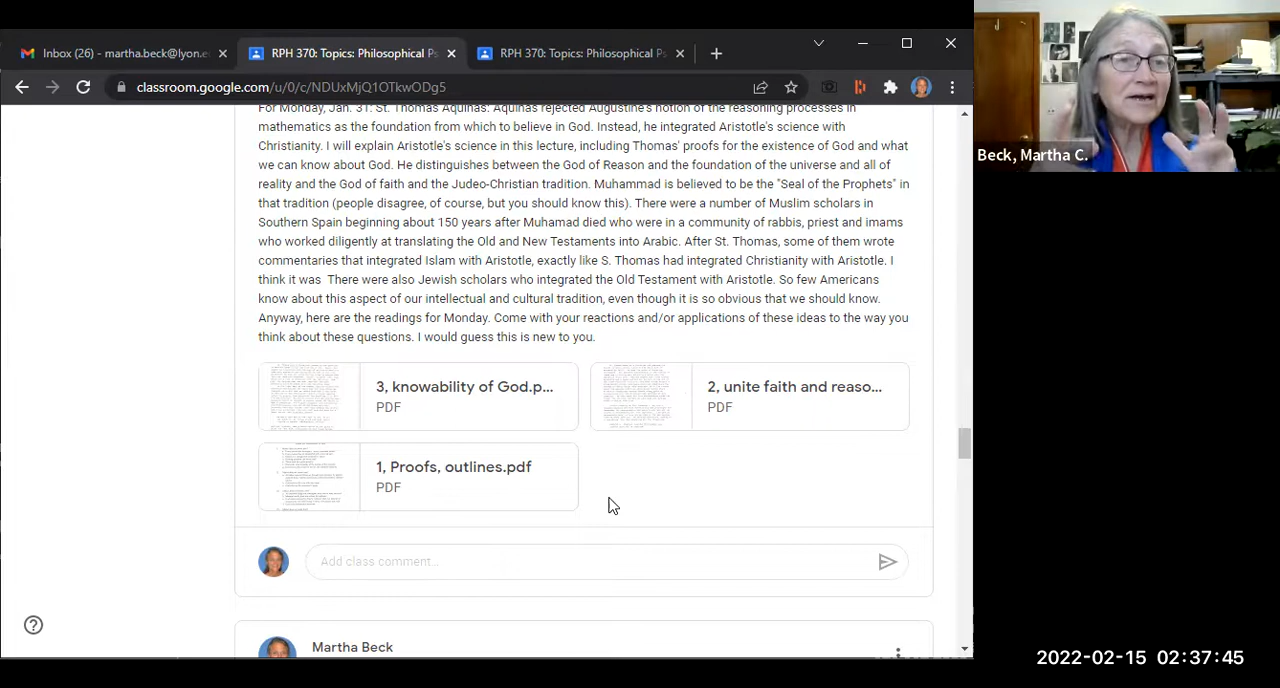 Inbox (26) - martha.beck@lyon.e
RPH 370: Topics: Philosophical Ps
RPH 370: Topics: Philosophical Ps
classroom.google.com/u/0/c/NDUxMjQ1OTkwODg5
For Monday, Jan. 31: St. Thomas Aquinas. Aquinas rejected Augustine's notion of the reasoning processes in
mathematics as the foundation from which to believe in God. Instead, he integrated Aristotle's science with
Christianity. I will explain Aristotle's science in this lecture, including Thomas' proofs for the existence of God and what
we Gnow of God. He distinguishes between the God of Reason and the foundation of the universe and all of
reality and the God of faith and the Judeo-Christian tradition. Muhammad is believed to be the "Seal of the Prophets" in
that tradition (people disagree, of course, but you should know this). There were a number of Muslim scholars in
Southern Spain beginning about 150 years after Muhamad died who were in a community of rabbis, priest and imams
who worked diligently at translating the Old and New Testaments into Arabic. After St. Thomas, some of them wrote
commentaries that integrated Islam with Aristotle, exactly like S. Thomas had integrated Christianity with Aristotle. I
think it was There were also Jewish scholars who integrated the Old Testament with Aristotle. So few Americans
know about this aspect of our intellectual and cultural tradition, even though it is so obvious that we should know.
Anyway, here are the readings for Monday. Come with your reactions and/or applications of these ideas to the way you
think about these questions. I would guess this is new to you.
3, knowability of God.p...
PDF
2, unite faith and reaso...
PDF
1, Proofs, outlines.pdf
PDF
Add class comment...
Martha Beck
Beck, Martha C.
2022-02-15 02:37:45